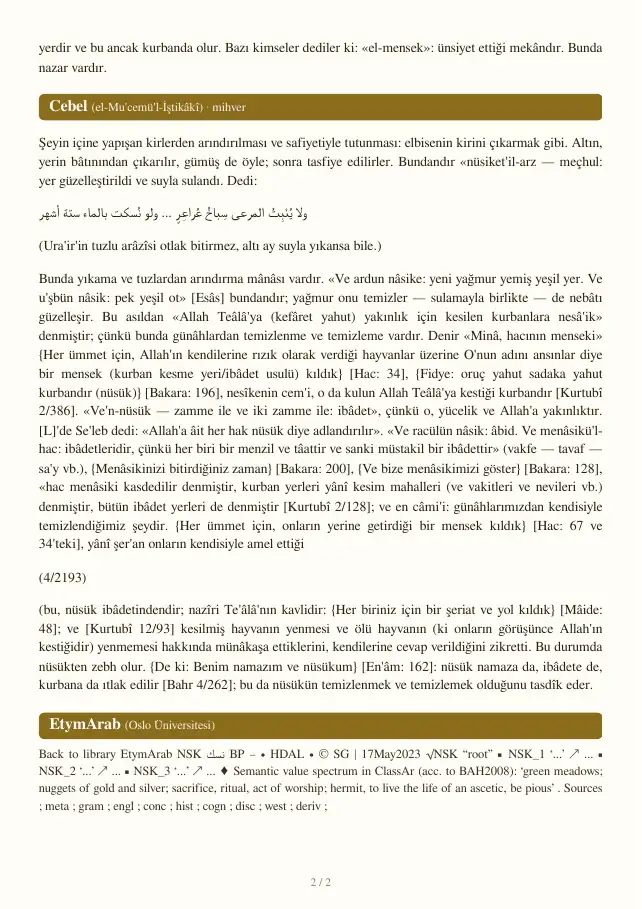 yerdir ve bu ancak kurbanda olur. Bazı kimseler dediler ki: «el-mensek»: ünsiyet ettiği mekândır. Bunda
nazar vardır.
Cebel (el-Mu'cemü'l-İştikâkî) · mihver
Şeyin içine yapışan kirlerden arındırılması ve safiyetiyle tutunması: elbisenin kirini çıkarmak gibi. Altın,
yerin bâtınından çıkarılır, gümüş de öyle; sonra tasfiye edilirler. Bundandır «nüsiket'il-arz — meçhul:
yer güzelleştirildi ve suyla sulandı. Dedi:
ولا يُنْبِتُ المرعى سِباخُ عُراعِرٍ ... ولو نُسكت بالماء ستة أشهر
(Ura'ir'in tuzlu arâzîsi otlak bitirmez, altı ay suyla yıkansa bile.)
Bunda yıkama ve tuzlardan arındırma mânâsı vardır. «Ve ardun nâsike: yeni yağmur yemiş yeşil yer. Ve
u'şbün nâsik: pek yeşil ot» [Esâs] bundandır; yağmur onu temizler — sulamayla birlikte — de nebâtı
güzelleşir. Bu asıldan «Allah Teâlâ'ya (kefâret yahut) yakınlık için kesilen kurbanlara nesâ'ik»
denmiştir; çünkü bunda günâhlardan temizlenme ve temizleme vardır. Denir «Minâ, hacının menseki»
{Her ümmet için, Allah'ın kendilerine rızık olarak verdiği hayvanlar üzerine O'nun adını ansınlar diye
bir mensek (kurban kesme yeri/ibâdet usulü) kıldık} [Hac: 34], {Fidye: oruç yahut sadaka yahut
kurbandır (nüsük)} [Bakara: 196], nesîkenin cem'i, o da kulun Allah Teâlâ'ya kestiği kurbandır [Kurtubî
2/386]. «Ve'n-nüsük — zamme ile ve iki zamme ile: ibâdet», çünkü o, yücelik ve Allah'a yakınlıktır.
[L]'de Se'leb dedi: «Allah'a âit her hak nüsük diye adlandırılır». «Ve racülün nâsik: âbid. Ve menâsikü'l-
hac: ibâdetleridir, çünkü her biri bir menzil ve tâattir ve sanki müstakil bir ibâdettir» (vakfe — tavaf —
sa'y vb.), {Menâsikinizi bitirdiğiniz zaman} [Bakara: 200], {Ve bize menâsikimizi göster} [Bakara: 128],
«hac menâsiki kasdedilir denmiştir, kurban yerleri yânî kesim mahalleri (ve vakitleri ve nevileri vb.)
denmiştir, bütün ibâdet yerleri de denmiştir [Kurtubî 2/128]; ve en câmi'i: günâhlarımızdan kendisiyle
temizlendiğimiz şeydir. {Her ümmet için, onların yerine getirdiği bir mensek kıldık} [Hac: 67 ve
34'teki], yânî şer'an onların kendisiyle amel ettiği
(4/2193)
(bu, nüsük ibâdetindendir; nazîri Te'âlâ'nın kavlidir: {Her biriniz için bir şeriat ve yol kıldık} [Mâide:
48]; ve [Kurtubî 12/93] kesilmiş hayvanın yenmesi ve ölü hayvanın (ki onların görüşünce Allah'ın
kestiğidir) yenmemesi hakkında münâkaşa ettiklerini, kendilerine cevap verildiğini zikretti. Bu durumda
nüsükten zebh olur. {De ki: Benim namazım ve nüsüküm} [En'âm: 162]: nüsük namaza da, ibâdete de,
kurbana da ıtlak edilir [Bahr 4/262]; bu da nüsükün temizlenmek ve temizlemek olduğunu tasdîk eder.
EtymArab (Oslo Üniversitesi)
Back to library EtymArab NSK نسك BP – • HDAL • © SG | 17May2023 √NSK “root” ▪ NSK_1 ‘...’ ↗ ... ▪
NSK_2 ‘...’ ↗ ... ▪ NSK_3 ‘...’ ↗ ... ♦ Semantic value spectrum in ClassAr (acc. to BAH2008): ‘green meadows;
nuggets of gold and silver; sacrifice, ritual, act of worship; hermit, to live the life of an ascetic, be pious’ . Sources
; meta ; gram ; engl ; conc ; hist ; cogn ; disc ; west ; deriv ;
2 / 2